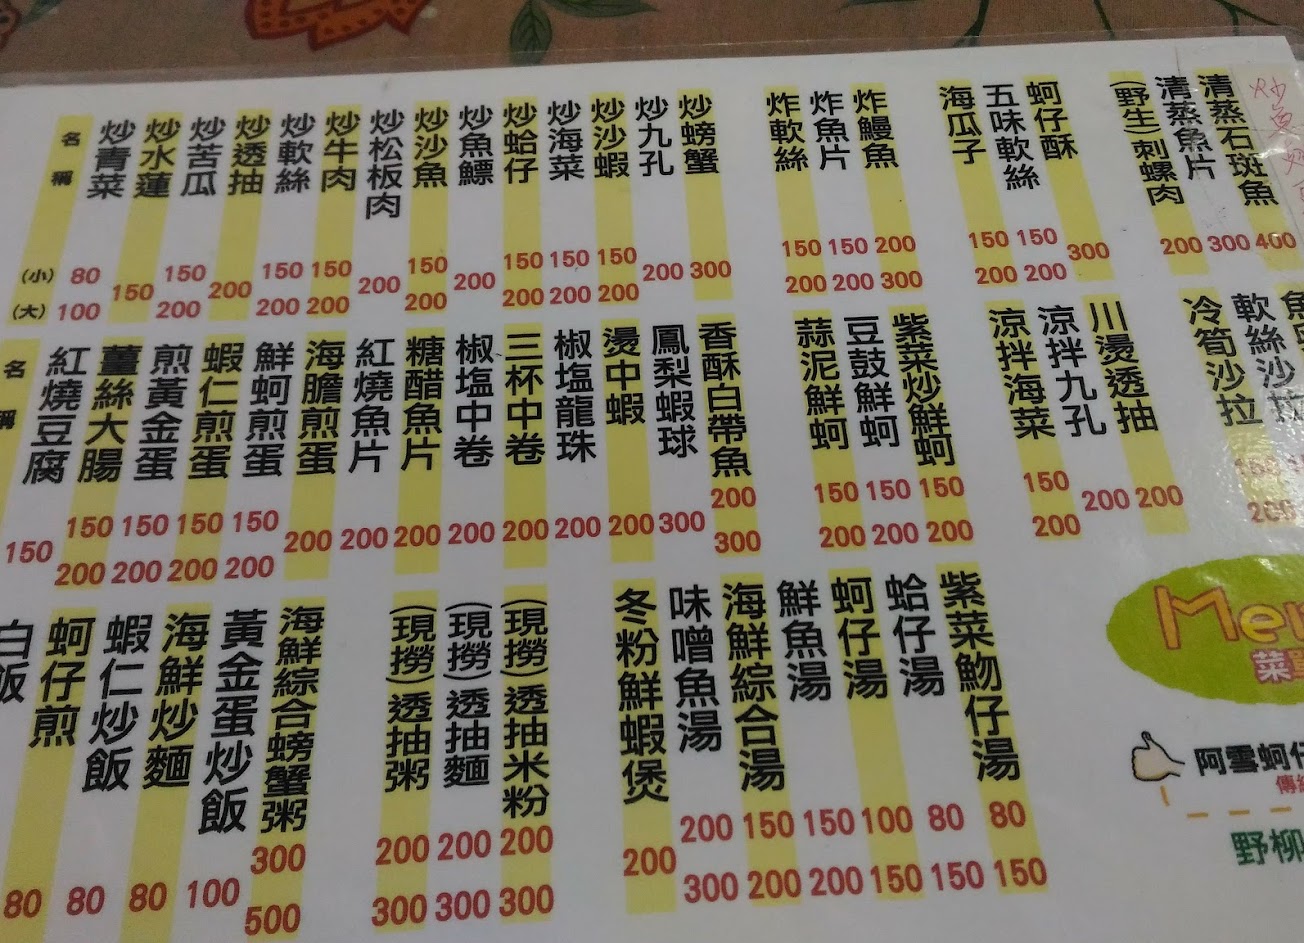 名稱 (小) (大)
炒青菜 80 100
炒水蓮 150
炒苦瓜 150 200
炒透抽 200
炒軟絲 150 200
炒牛肉 150 200
炒松板肉 200
炒沙魚 150 200
炒魚鰾 200
炒蛤仔 150 200
炒海菜 150 200
炒沙蝦 150 200
炒九孔 200
炒螃蟹 300
炸軟絲 150 200
炸魚片 150 200
炸鰻魚 200 300
海瓜子 150 200
五味軟絲 150 200
蚵仔酥 300
(野生)刺螺肉 200
清蒸魚片 300
清蒸石斑魚 400
炒
名稱
紅燒豆腐 150
薑絲大腸 150 200
煎黃金蛋 150 200
蝦仁煎蛋 150 200
鮮蚵煎蛋 150 200
海膽煎蛋 200
紅燒魚片 200
糖醋魚片 200
椒塩中卷 200
三杯中卷 200
椒塩龍珠 200
燙中蝦 200
鳳梨蝦球 300
香酥白帶魚 200 300
蒜泥鮮蚵 150 200
豆鼓鮮蚵 150 200
紫菜炒鮮蚵 150 200
涼拌海菜 150 200
涼拌九孔 200
川燙透抽 200
冷筍沙拉 150 200
軟絲沙拉
白飯
蚵仔煎 80
蝦仁炒飯 80
海鮮炒麵 80
黃金蛋炒飯 100
海鮮綜合螃蟹粥 300 500
(現撈)透抽粥 200 300
(現撈)透抽麵 200 300
(現撈)透抽米粉 200 300
冬粉鮮蝦煲 200
味噌魚湯 200 300
海鮮綜合湯 150 200
鮮魚湯 150 200
蚵仔湯 100 150
蛤仔湯 80 150
紫菜魩仔湯 80 150
Men
菜單
阿雪蚵仔
傳統
野柳